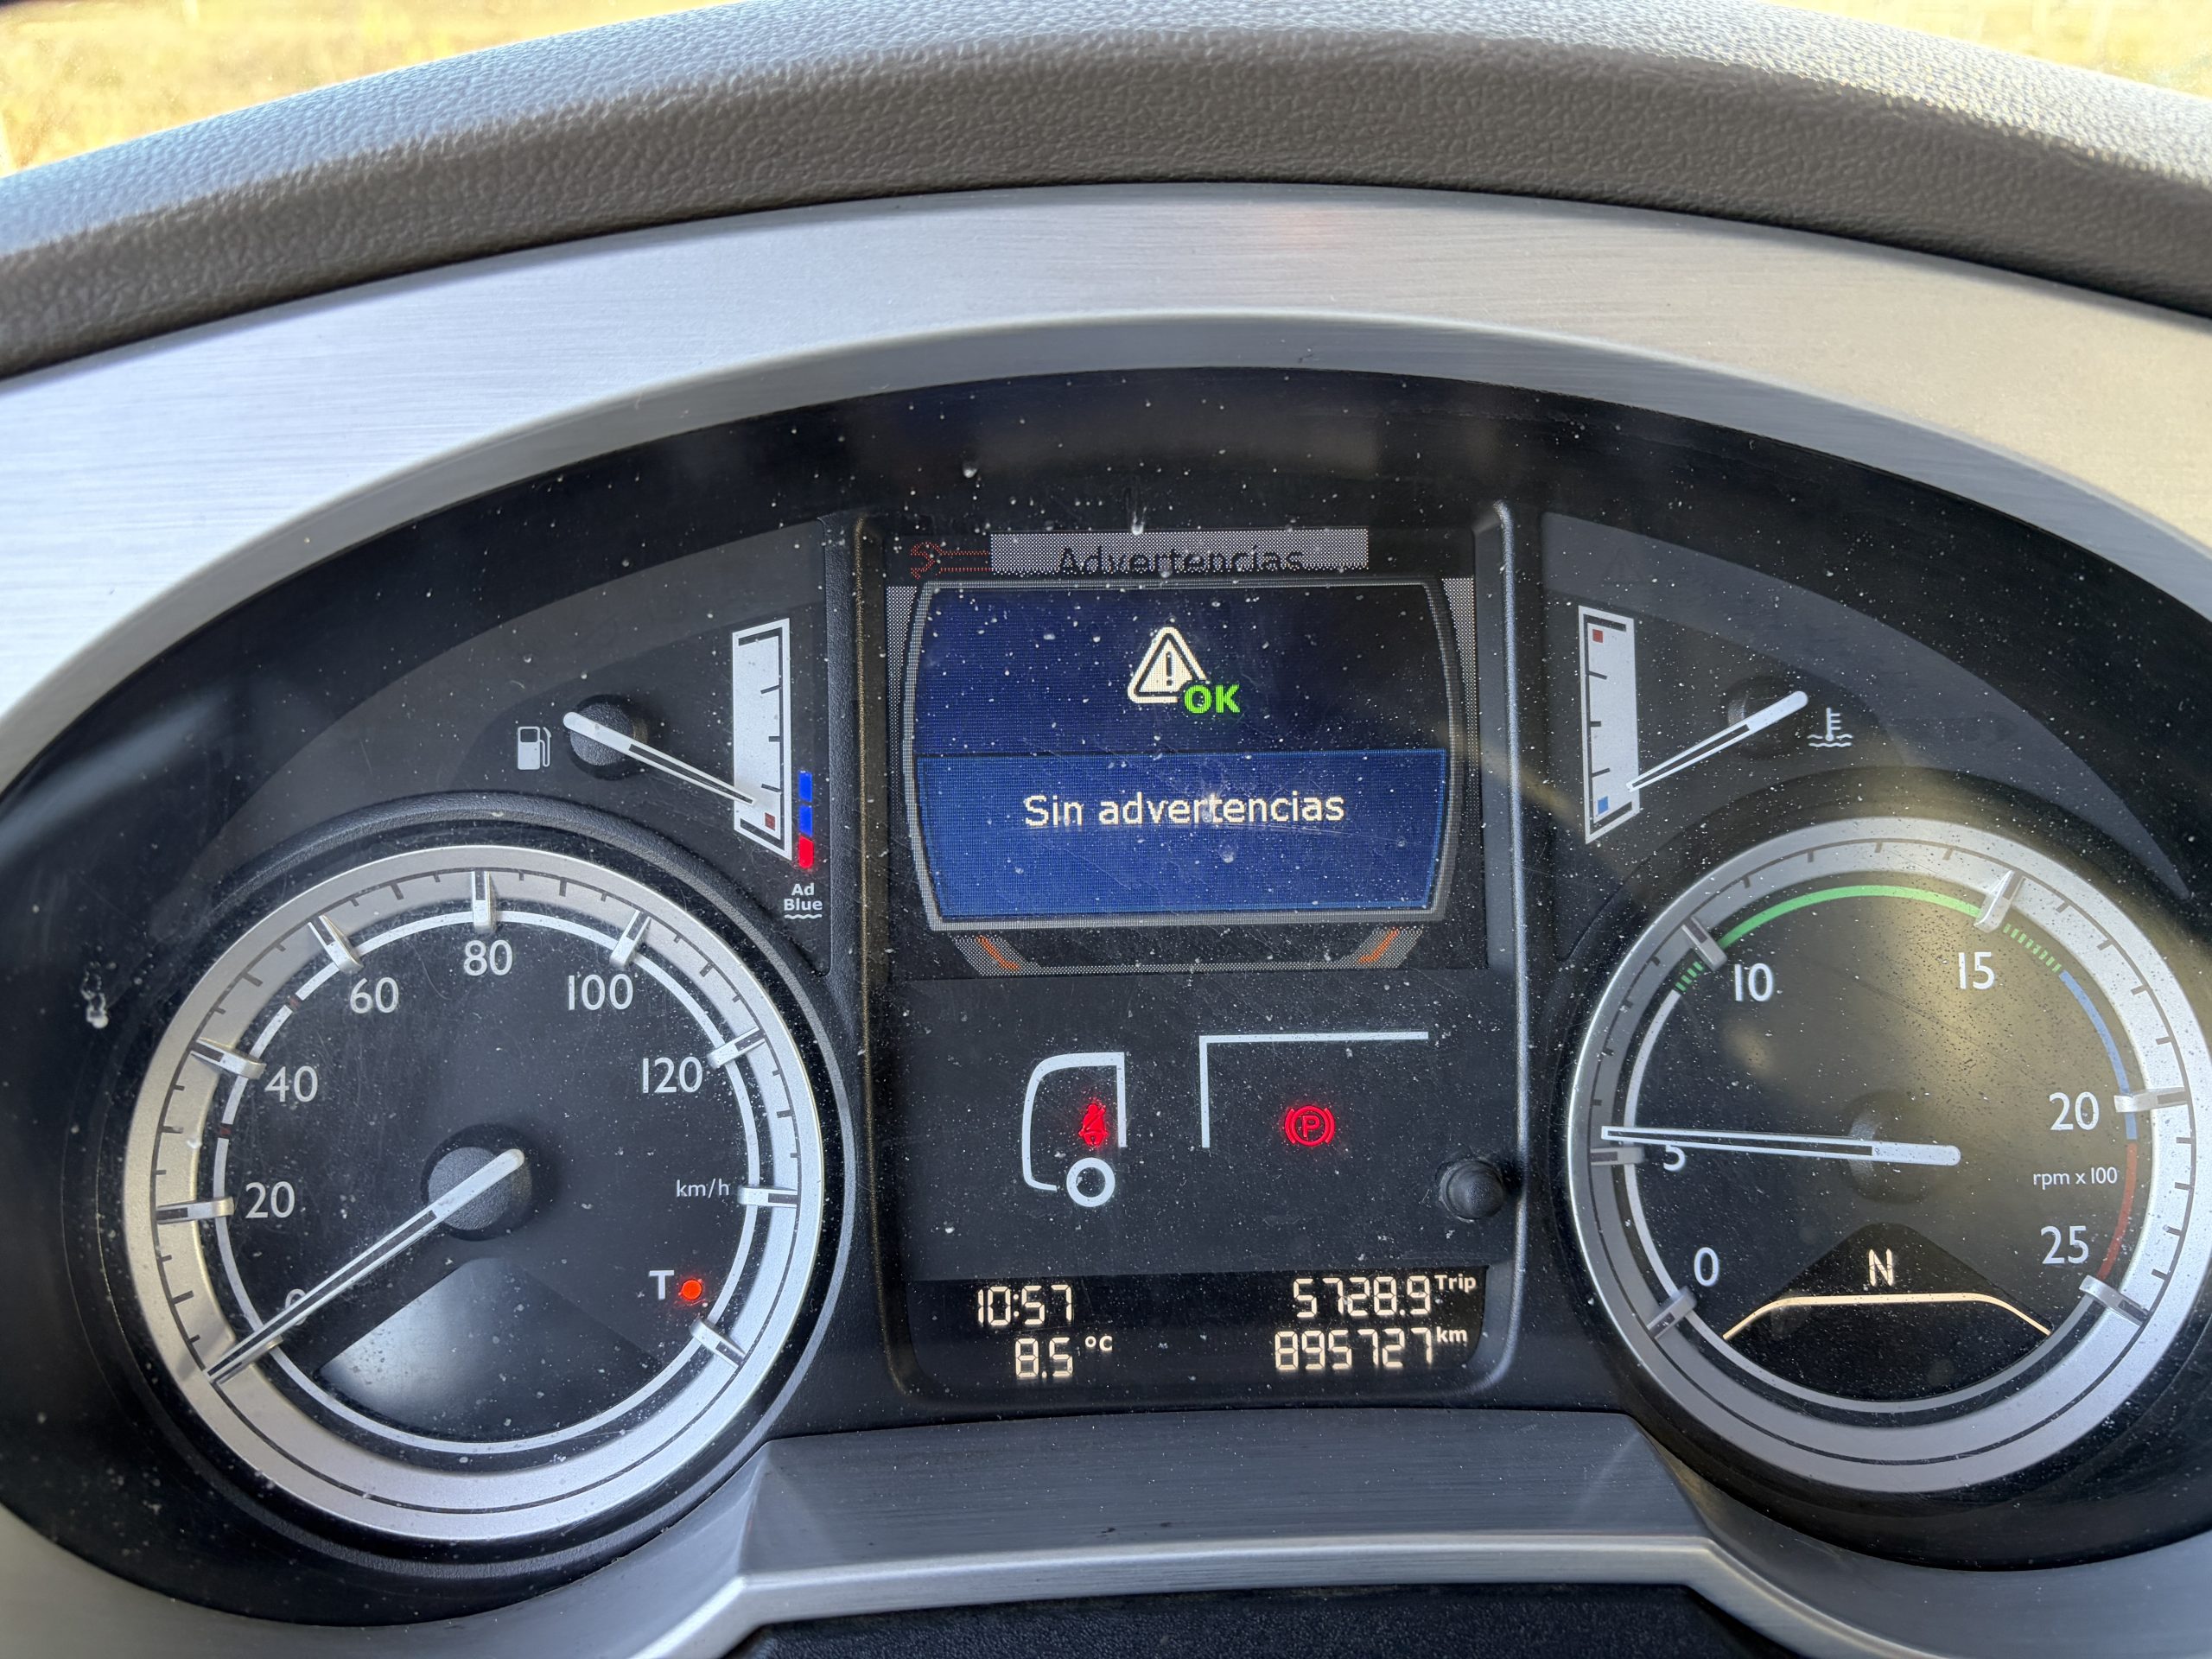 Advertencias
OK
Sin advertencias
Ad
Blue
0
20
40
60
80
100
120
km/h
T
P
10:57
5728.9 Trip
8.5 °C
895727 km
0
5
10
15
20
25
rpm x 100
N